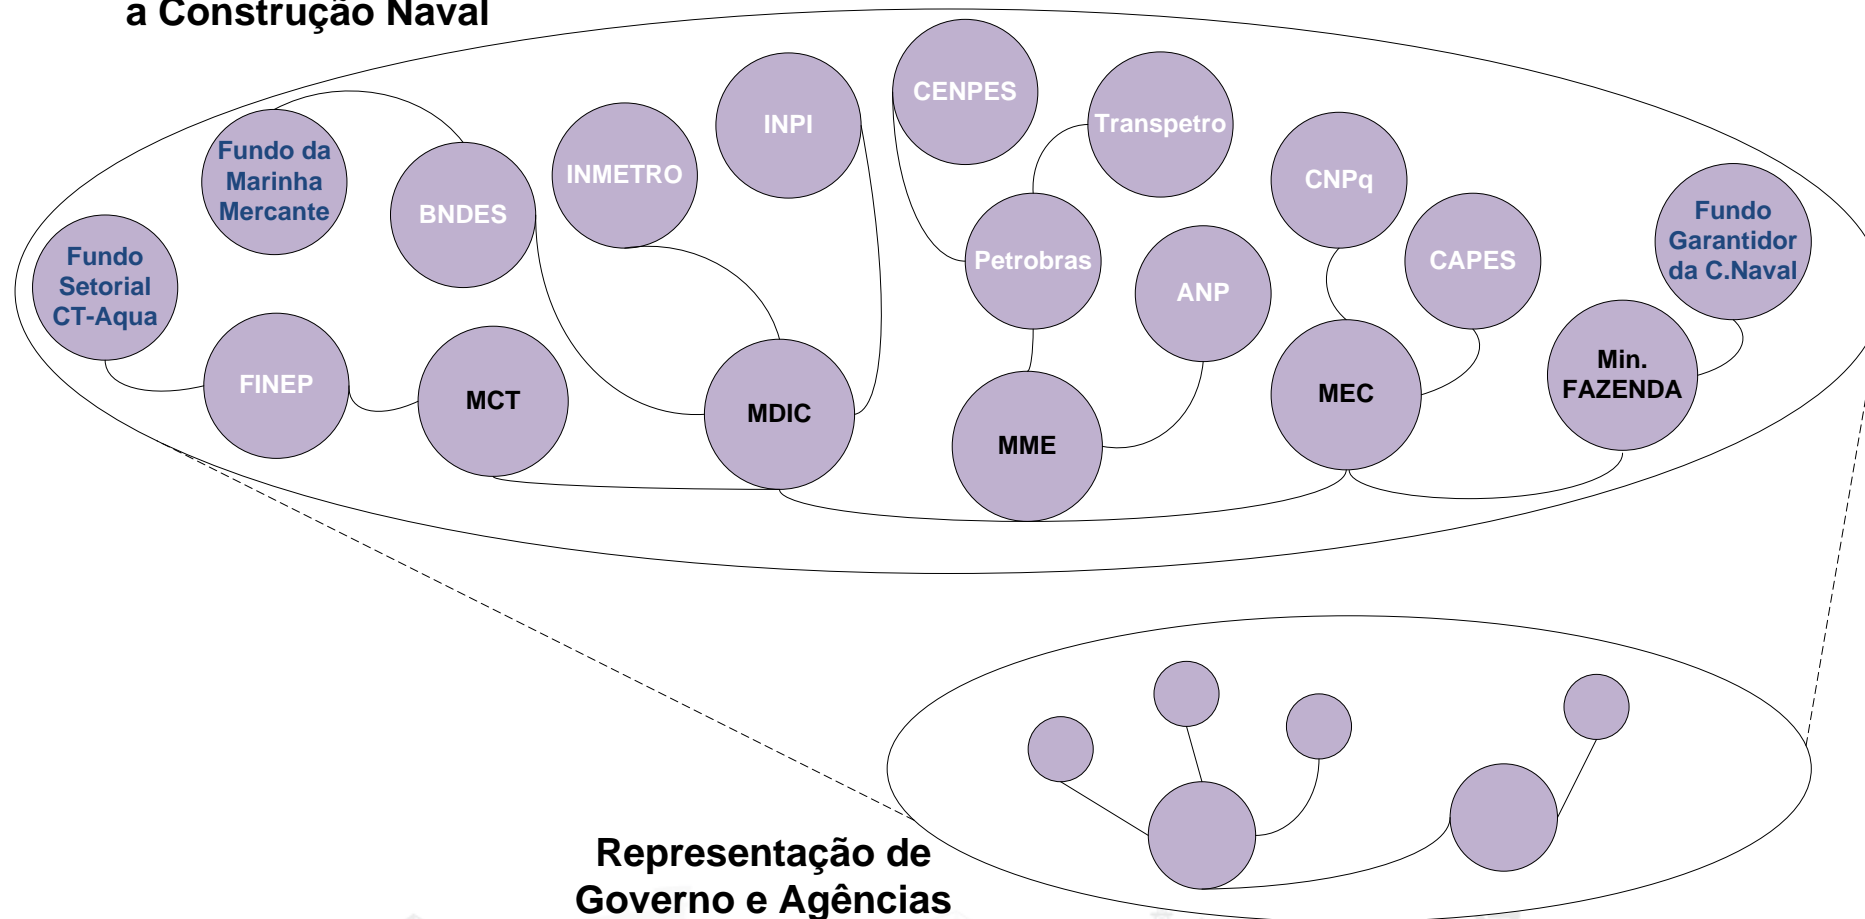 a Construção Naval
CENPES
INPI
Transpetro
Fundo da
Marinha
Mercante
INMETRO
CNPq
BNDES
Fundo
Garantidor
da C.Naval
Fundo
Setorial
CT-Aqua
Petrobras
CAPES
ANP
Min.
FAZENDA
FINEP
MCT
MDIC
MEC
MME
Representação de
Governo e Agências